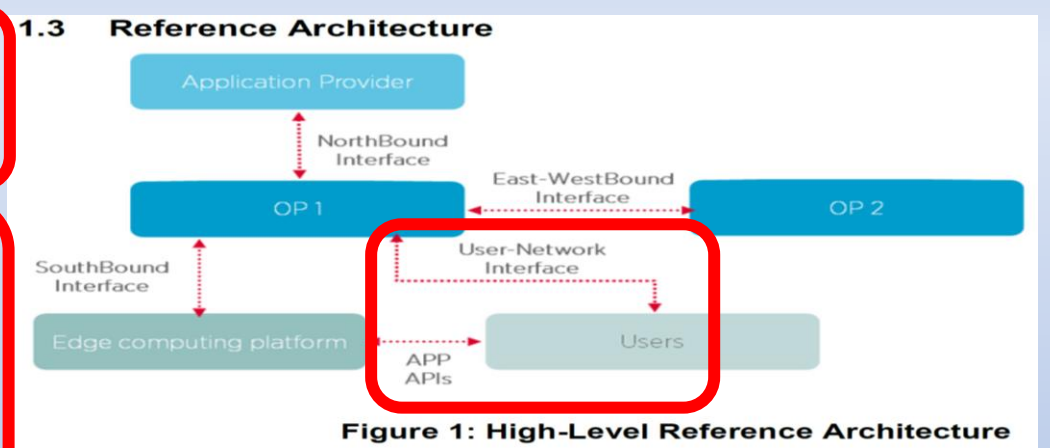 1.3 Reference Architecture
Application Provider
NorthBound
Interface
East-WestBound
Interface
OP 1
OP 2
User-Network
Interface
SouthBound
Interface
Edge computing platform
Users
APP
APIs
Figure 1: High-Level Reference Architecture